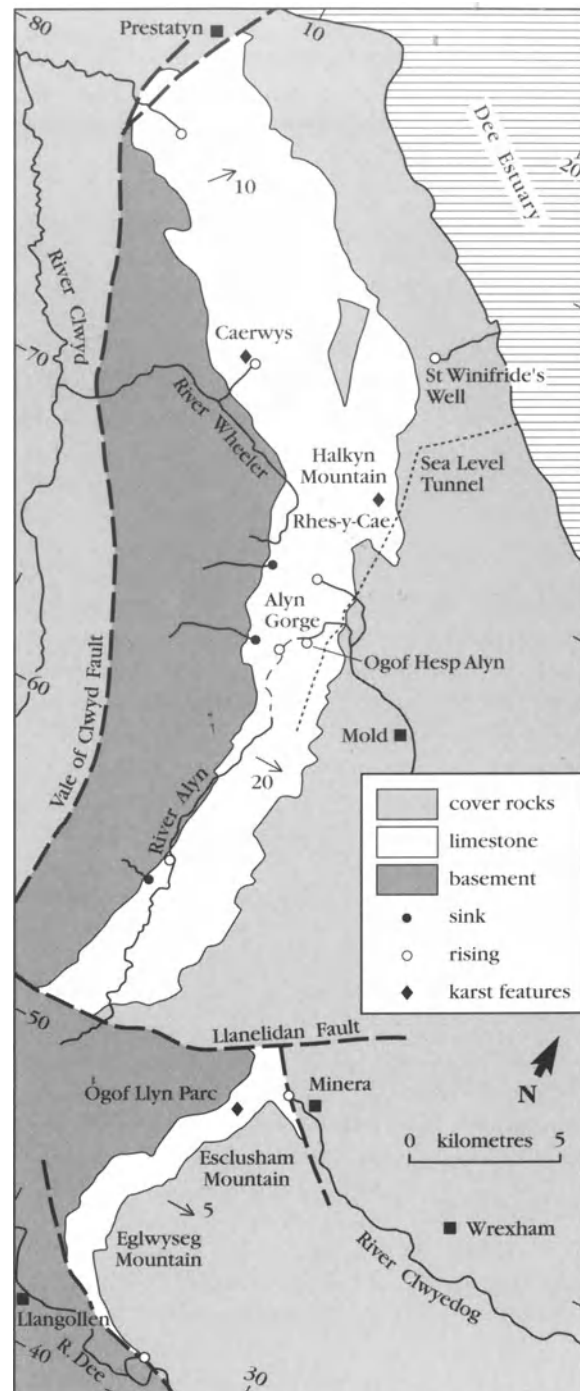 80
Prestatyn
10
Dee Estuary
20
10
River Clwyd
Caerwys
70
St Winifride's
Well
River Wheeler
Halkyn
Mountain
Sea Level
Tunnel
Rhes-y-Cae
Alyn
Gorge
Ogof Hesp Alyn
60
Vale of Clwyd Fault
Mold
20
River Alyn
cover rocks
limestone
basement
sink
rising
karst features
50
Llanelidan Fault
N
Ogof Llyn Parc
Minera
0 kilometres 5
Esclusham
Mountain
5
Wrexham
Eglwyseg
Mountain
River Clwyedog
Llangollen
R. Dee
40
30